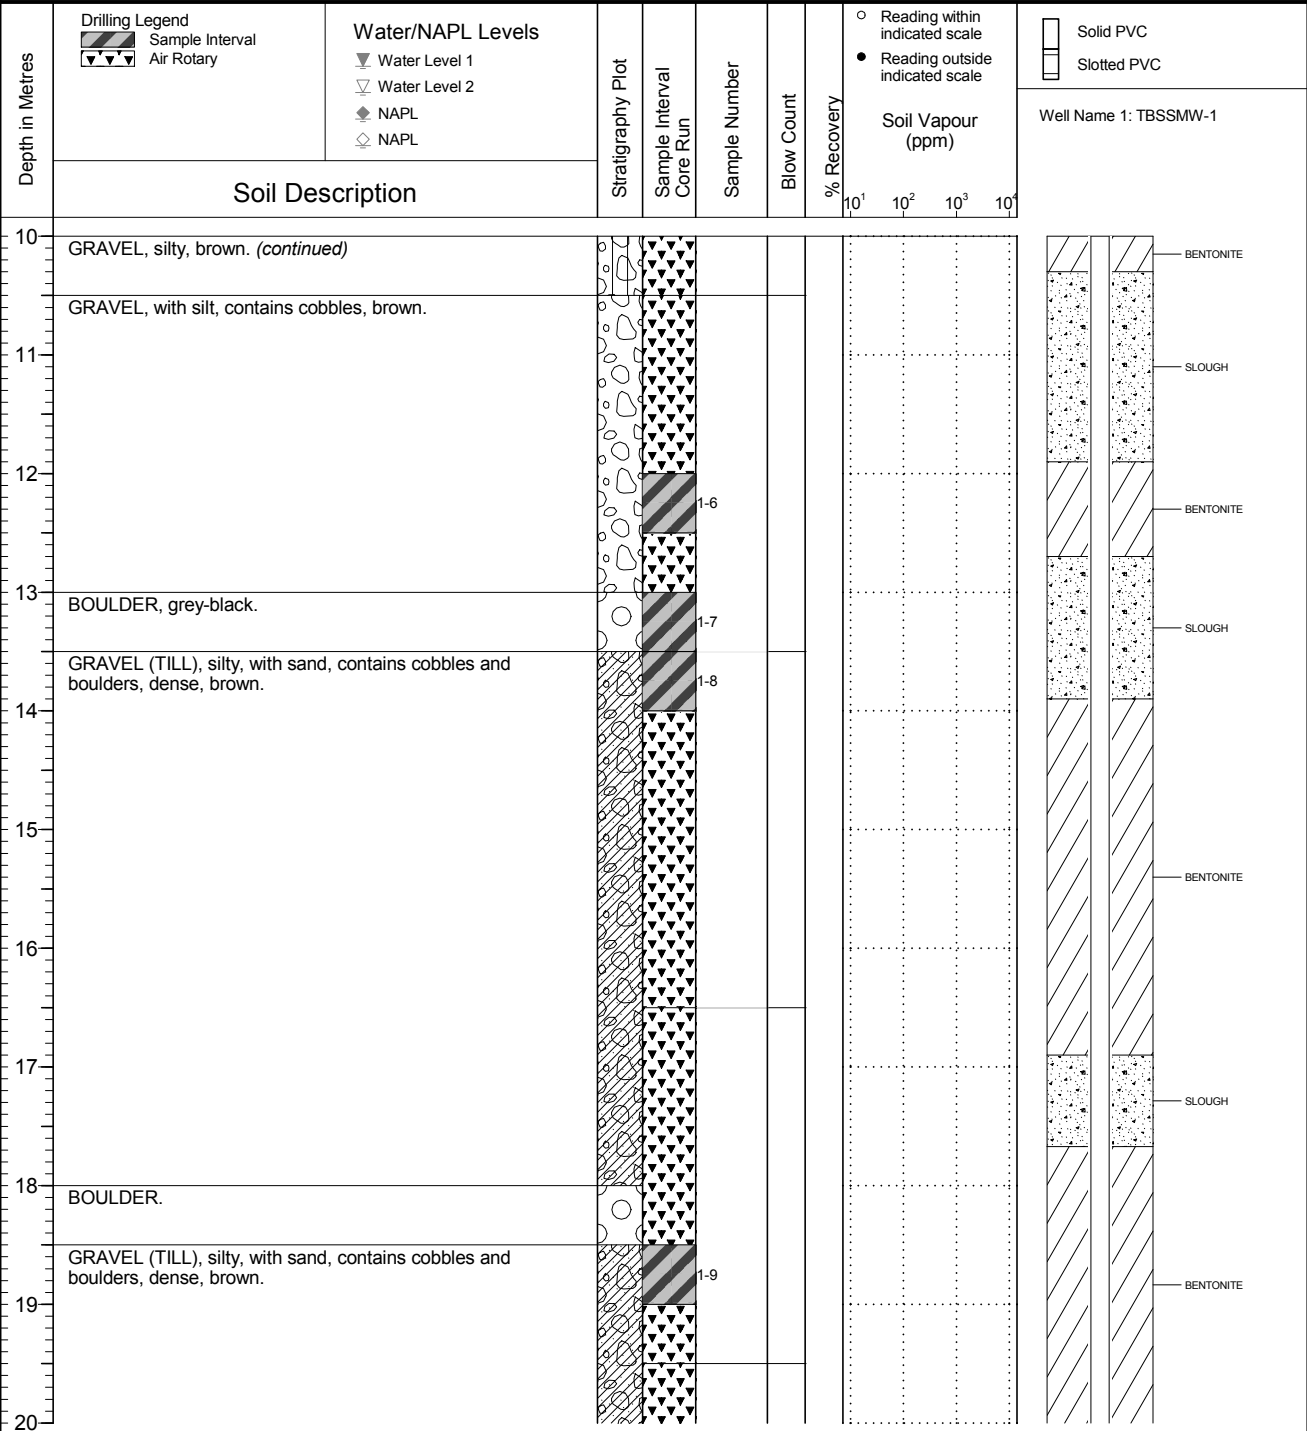 Depth in Metres
Drilling Legend
Sample Interval
Air Rotary
Water/NAPL Levels
Water Level 1
Water Level 2
NAPL
NAPL
Soil Description
Stratigraphy Plot
Sample Interval
Core Run
Sample Number
Blow Count
% Recovery
Reading within
indicated scale
Reading outside
indicated scale
Soil Vapour
(ppm)
10¹ 10² 10³ 10⁴
Solid PVC
Slotted PVC
Well Name 1: TBSSMW-1
10
GRAVEL, silty, brown. (continued)
BENTONITE
GRAVEL, with silt, contains cobbles, brown.
11
SLOUGH
12
1-6
BENTONITE
13
BOULDER, grey-black.
1-7
SLOUGH
GRAVEL (TILL), silty, with sand, contains cobbles and
boulders, dense, brown.
1-8
14
15
BENTONITE
16
17
SLOUGH
18
BOULDER.
GRAVEL (TILL), silty, with sand, contains cobbles and
boulders, dense, brown.
1-9
BENTONITE
19
20